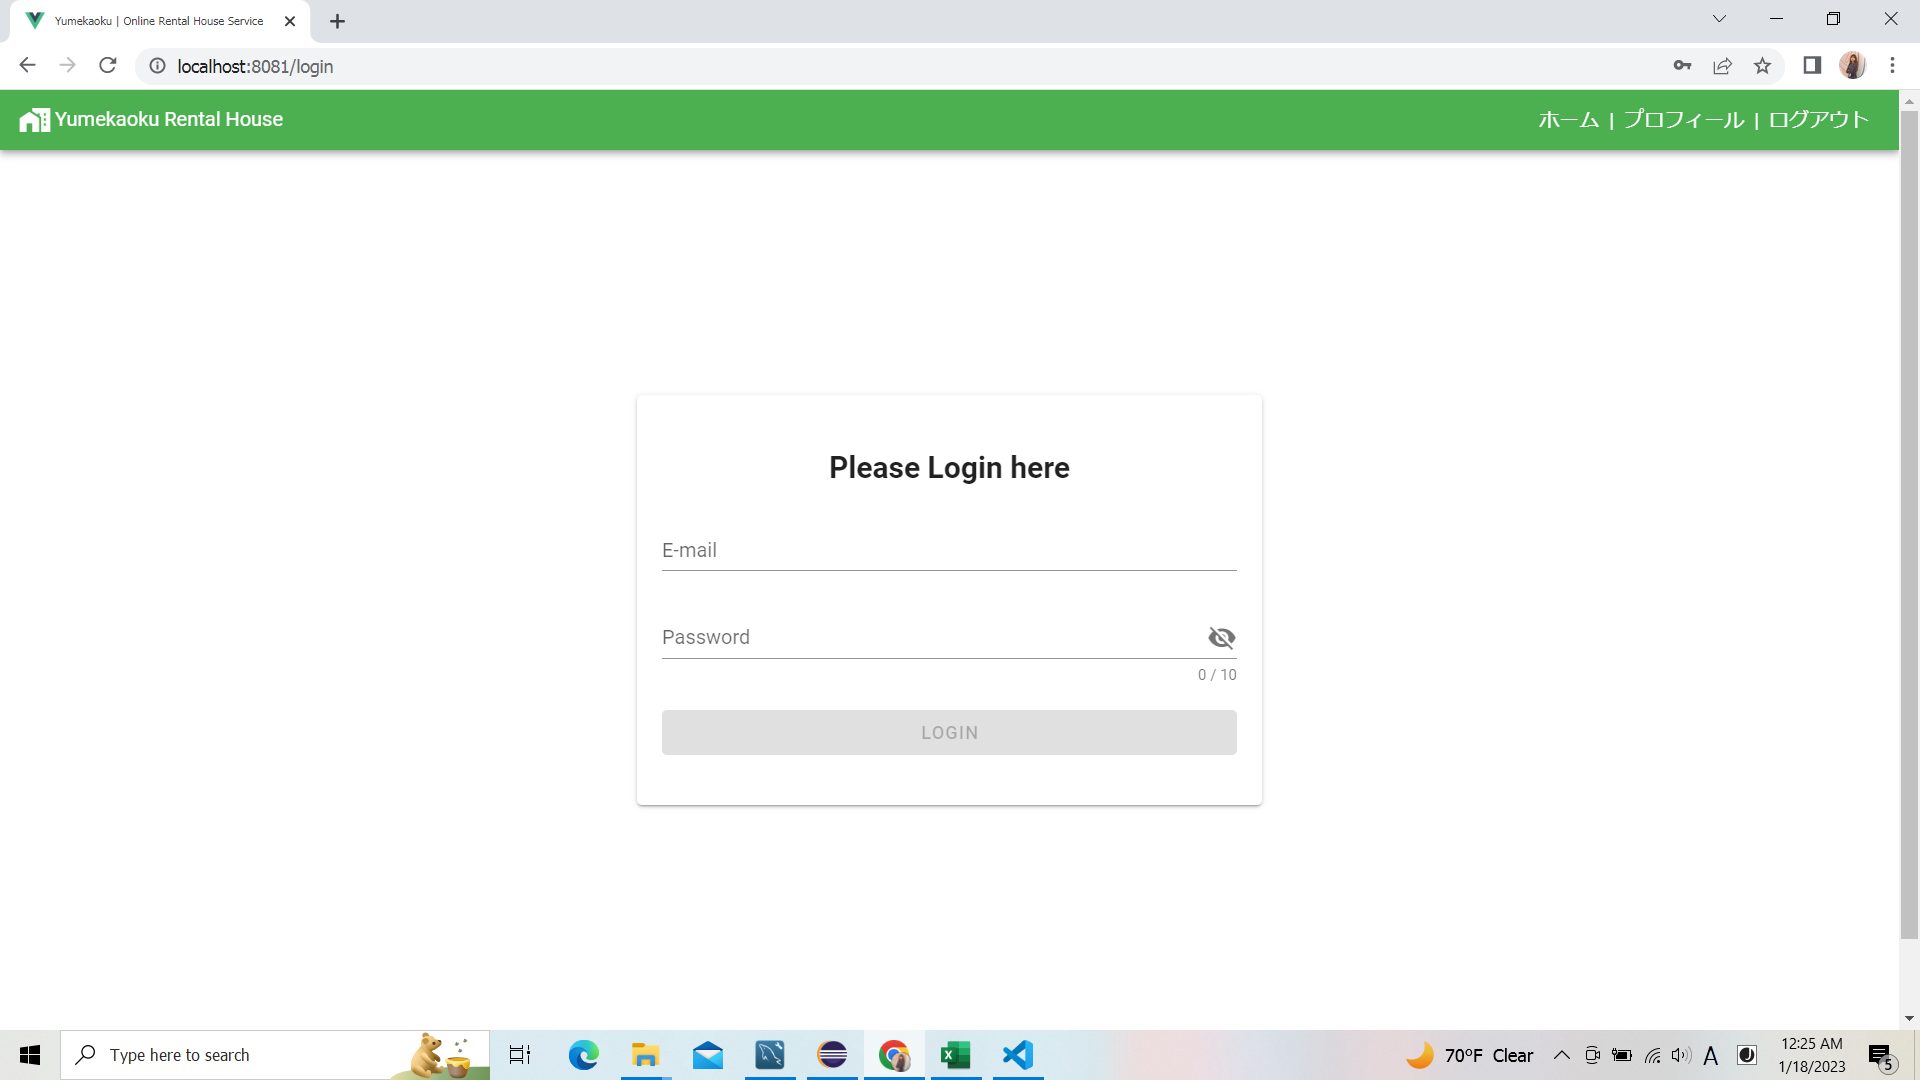 Yumekaoku | Online Rental House Service
localhost:8081/login
Yumekaoku Rental House
ホーム | プロフィール | ログアウト
Please Login here
E-mail
Password
0 / 10
LOGIN
Type here to search
70°F Clear
A
12:25 AM
1/18/2023
5